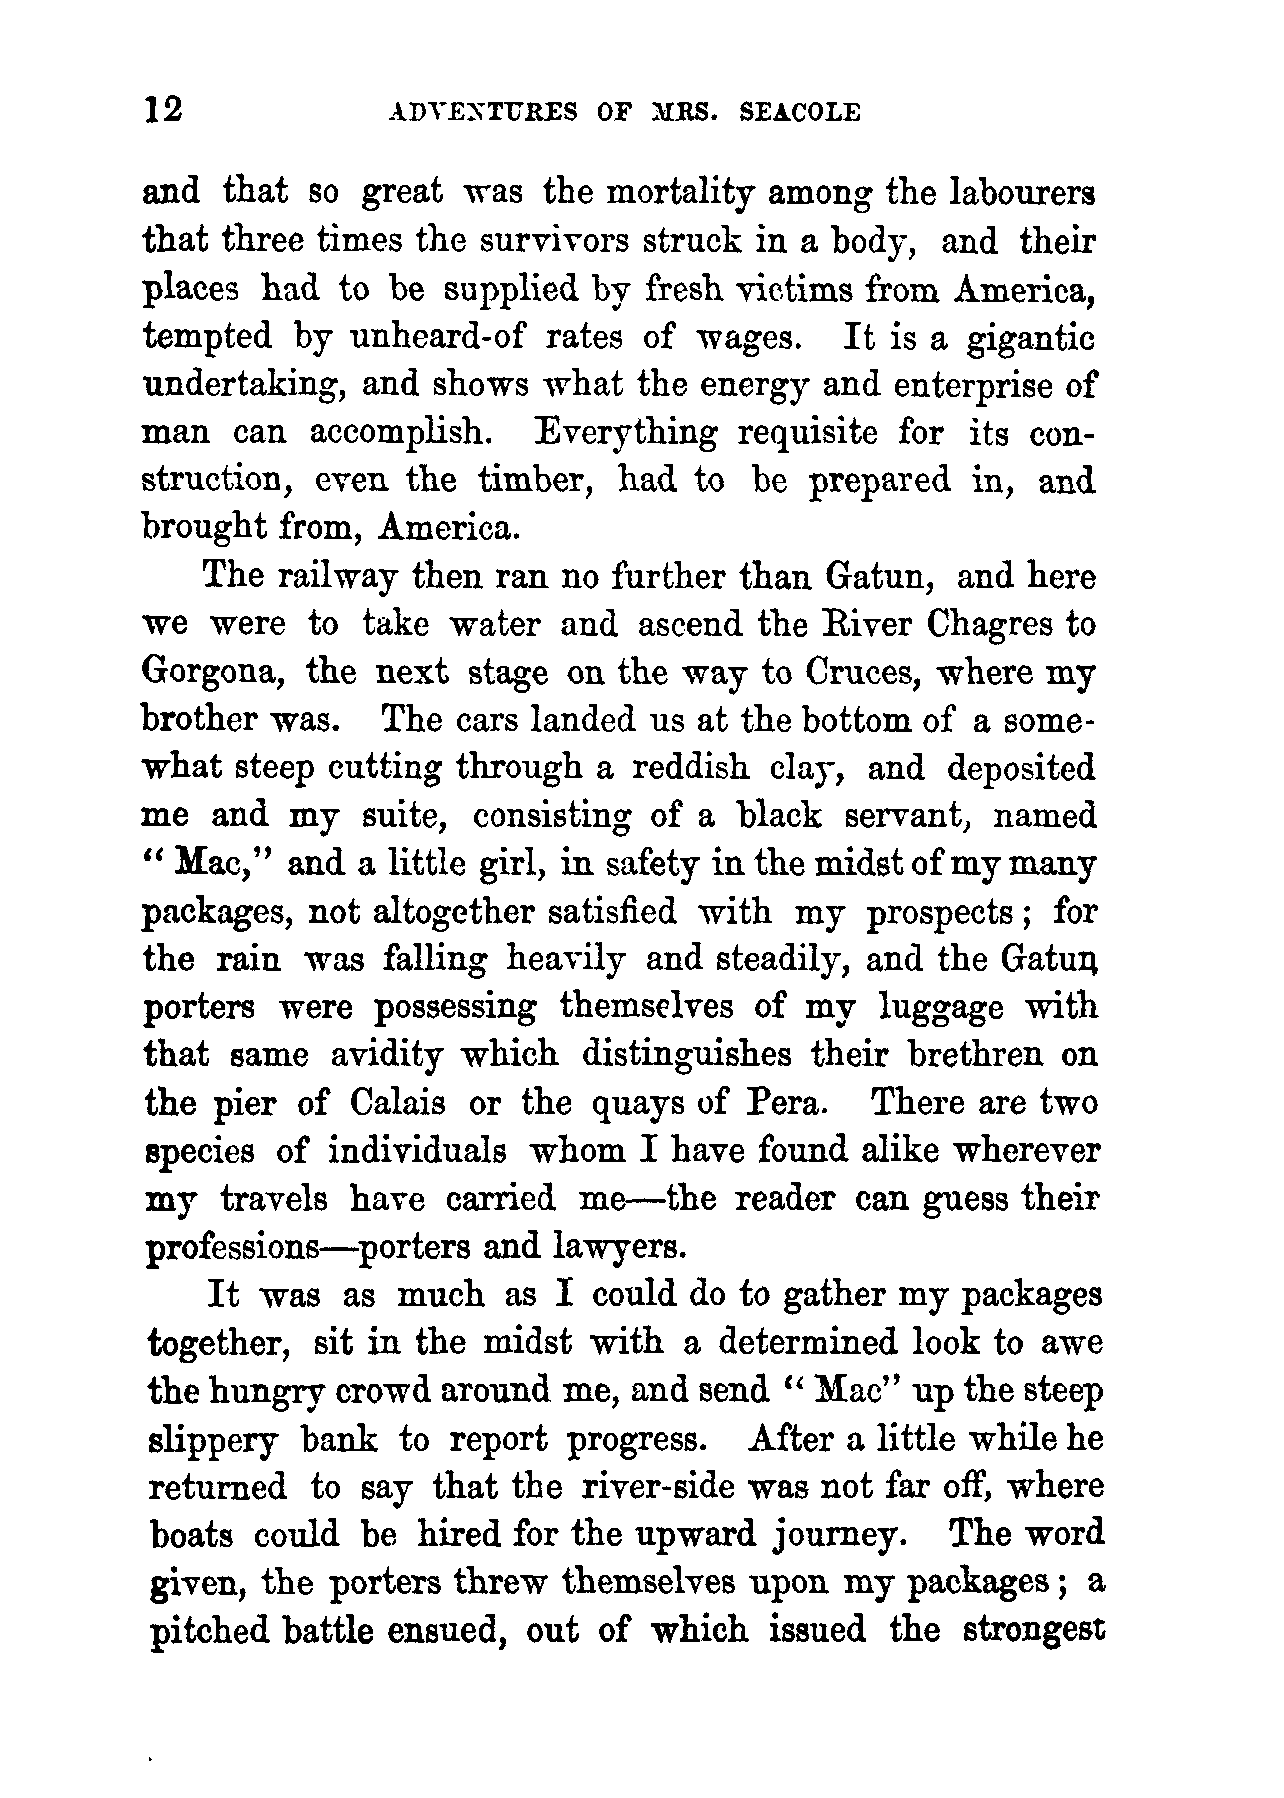 12 ADVENTURES OF MRS. SEACOLE
and that so great was the mortality among the labourers
that three times the survivors struck in a body, and their
places had to be supplied by fresh victims from America,
tempted by unheard-of rates of wages. It is a gigantic
undertaking, and shows what the energy and enterprise of
man can accomplish. Everything requisite for its con-
struction, even the timber, had to be prepared in, and
brought from, America.
The railway then ran no further than Gatun, and here
we were to take water and ascend the River Chagres to
Gorgona, the next stage on the way to Cruces, where my
brother was. The cars landed us at the bottom of a some-
what steep cutting through a reddish clay, and deposited
me and my suite, consisting of a black servant, named
“Mac,” and a little girl, in safety in the midst of my many
packages, not altogether satisfied with my prospects; for
the rain was falling heavily and steadily, and the Gatun
porters were possessing themselves of my luggage with
that same avidity which distinguishes their brethren on
the pier of Calais or the quays of Pera. There are two
species of individuals whom I have found alike wherever
my travels have carried me—the reader can guess their
professions—porters and lawyers.
It was as much as I could do to gather my packages
together, sit in the midst with a determined look to awe
the hungry crowd around me, and send “Mac” up the steep
slippery bank to report progress. After a little while he
returned to say that the river-side was not far off, where
boats could be hired for the upward journey. The word
given, the porters threw themselves upon my packages; a
pitched battle ensued, out of which issued the strongest